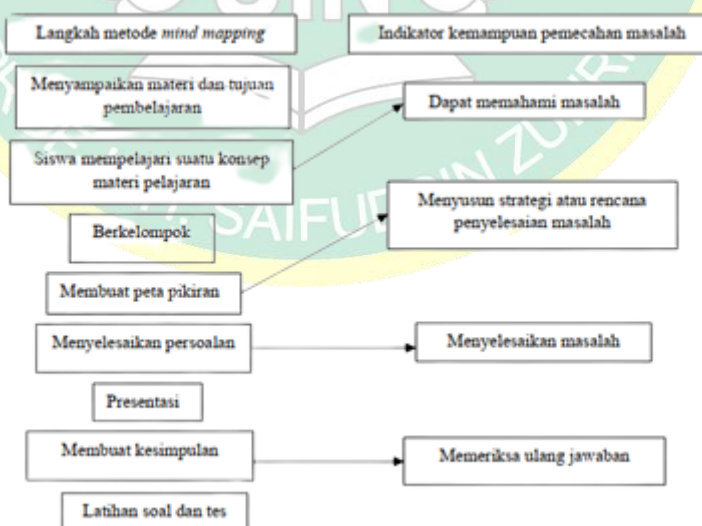 Langkah metode mind mapping
Indikator kemampuan pemecahan masalah
Menyampaikan materi dan tujuan
pembelajaran
Dapat memahami masalah
Siswa mempelajari suatu konsep
materi pelajaran
Menyusun strategi atau rencana
penyelesaian masalah
Berkelompok
Membuat peta pikiran
Menyelesaikan persoalan
Menyelesaikan masalah
Presentasi
Membuat kesimpulan
Memeriksa ulang jawaban
Latihan soal dan tes
SAIFUDDIN ZUHRI